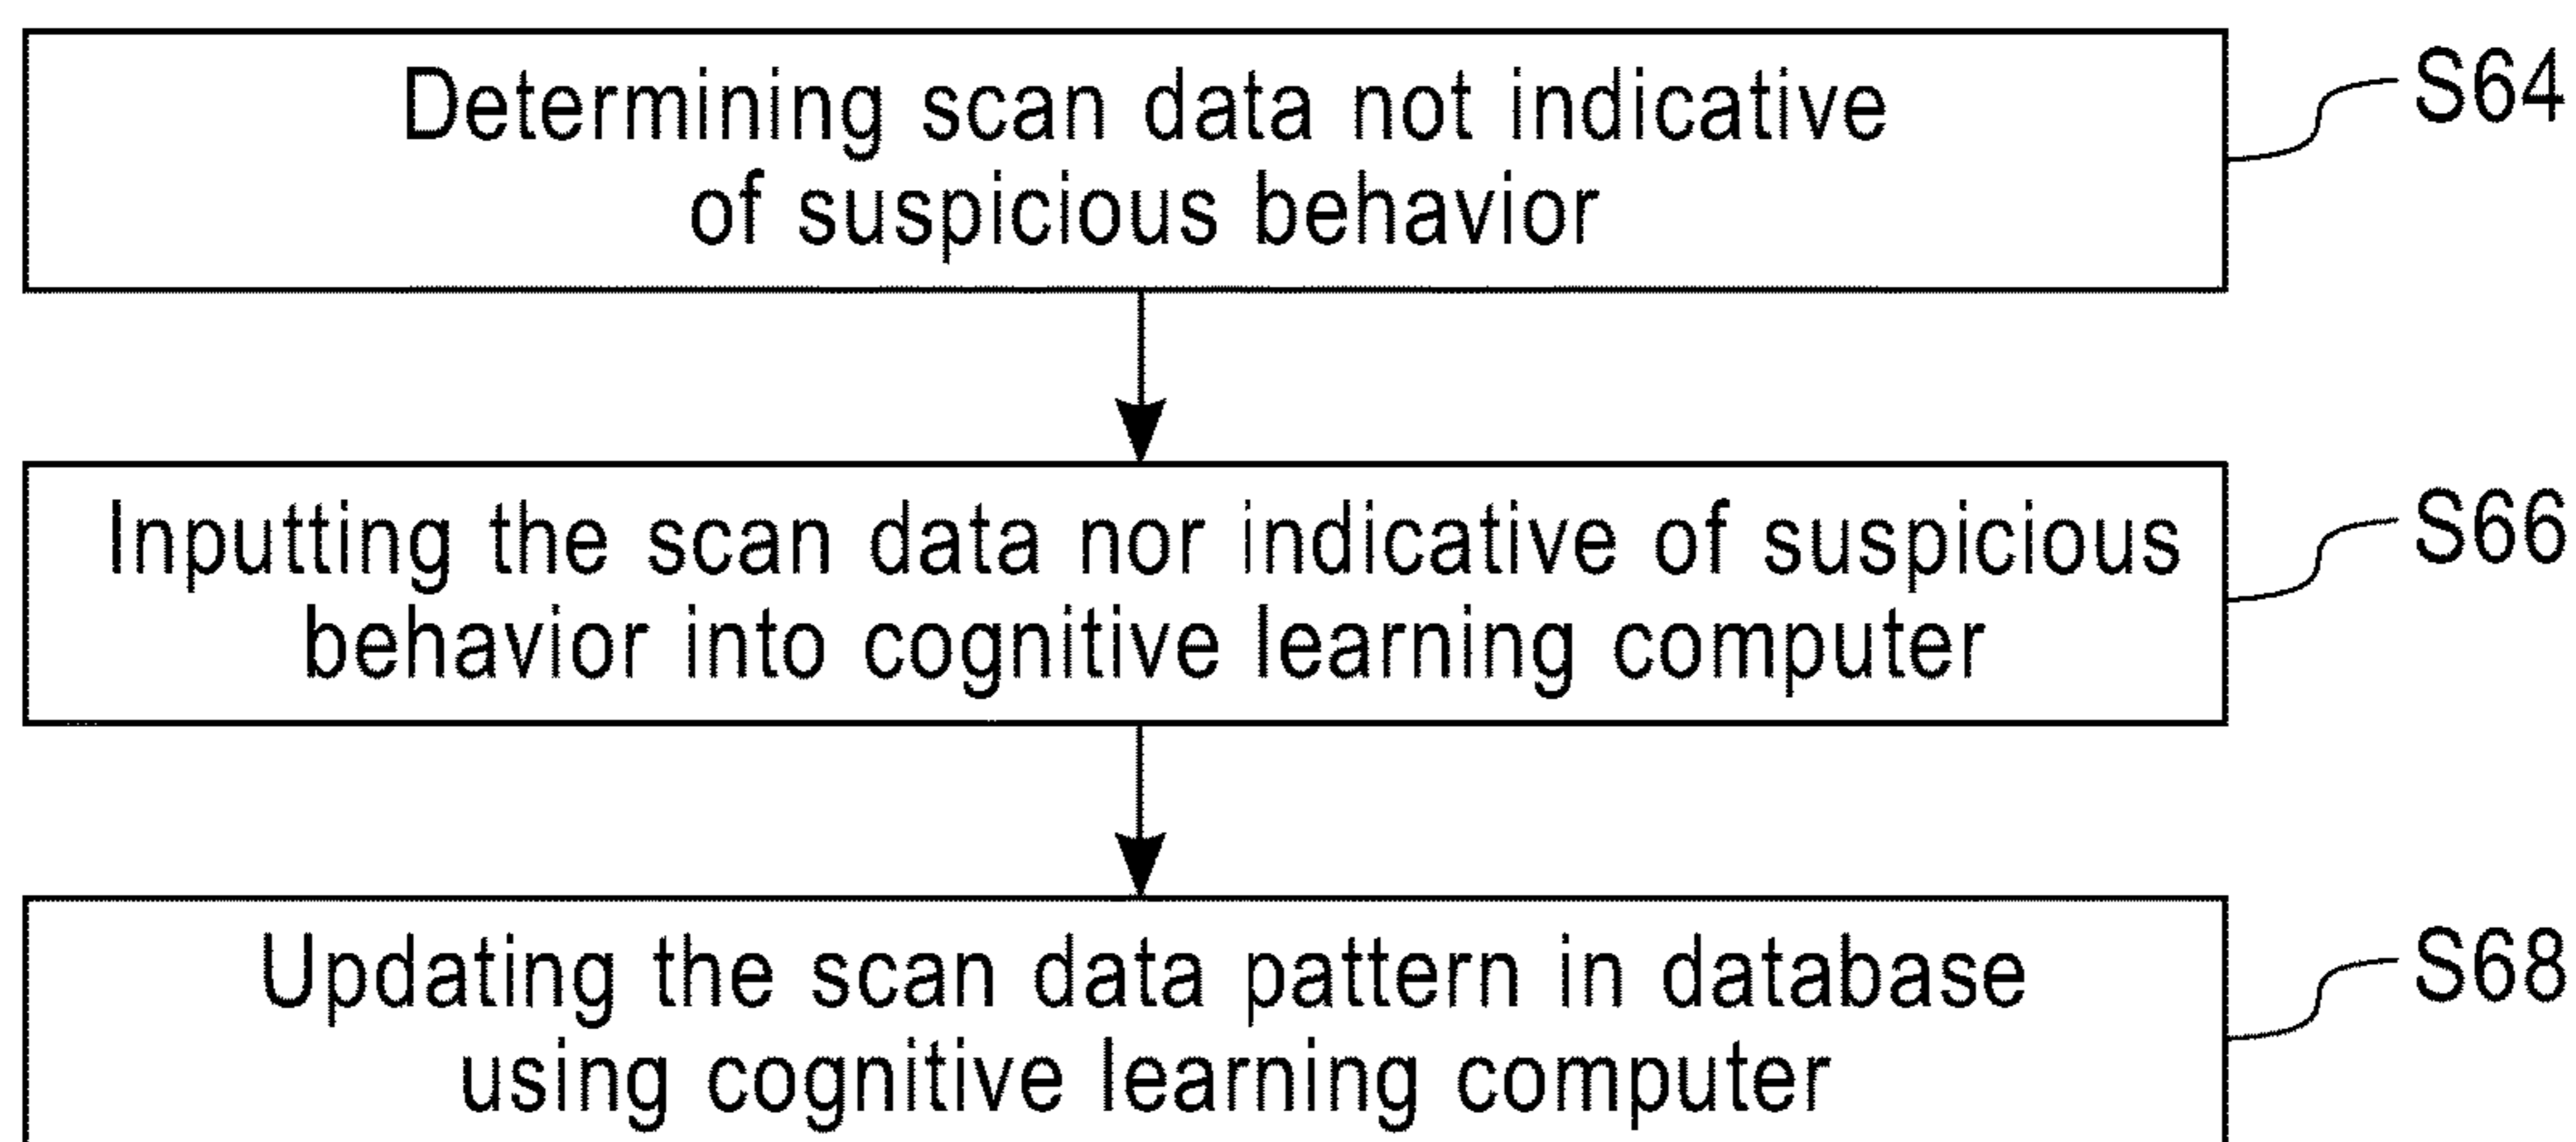 Determining scan data not indicative
of suspicious behavior
S64
Inputting the scan data nor indicative of suspicious
behavior into cognitive learning computer
S66
Updating the scan data pattern in database
using cognitive learning computer
S68